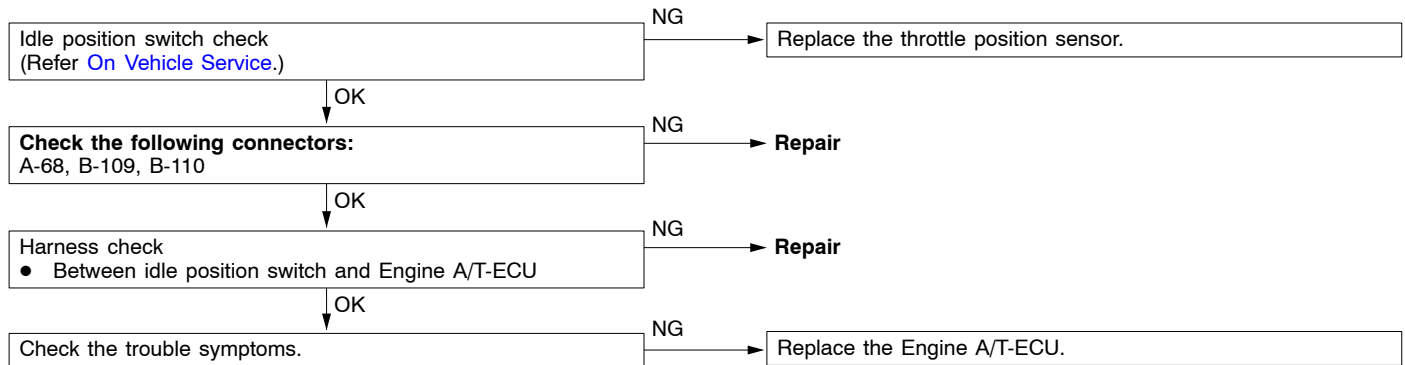 Idle position switch check
(Refer On Vehicle Service.)
NG
Replace the throttle position sensor.
OK
Check the following connectors:
A-68, B-109, B-110
NG
Repair
OK
Harness check
● Between idle position switch and Engine A/T-ECU
NG
Repair
OK
Check the trouble symptoms.
NG
Replace the Engine A/T-ECU.